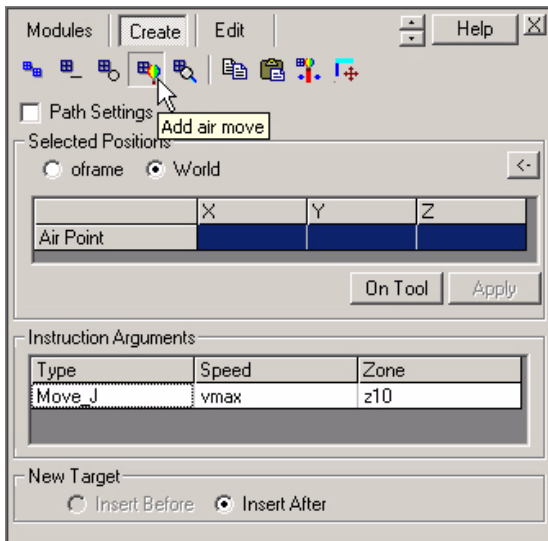 Modules Create Edit Help
Path Settings
Add air move
Selected Positions
oframe World <-
X Y Z
Air Point
On Tool Apply
Instruction Arguments
Type Speed Zone
Move_J vmax z10
New Target
Insert Before Insert After